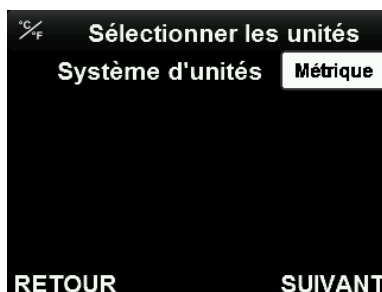 °C/°F Sélectionner les unités
Système d'unités Métrique
RETOUR SUIVANT